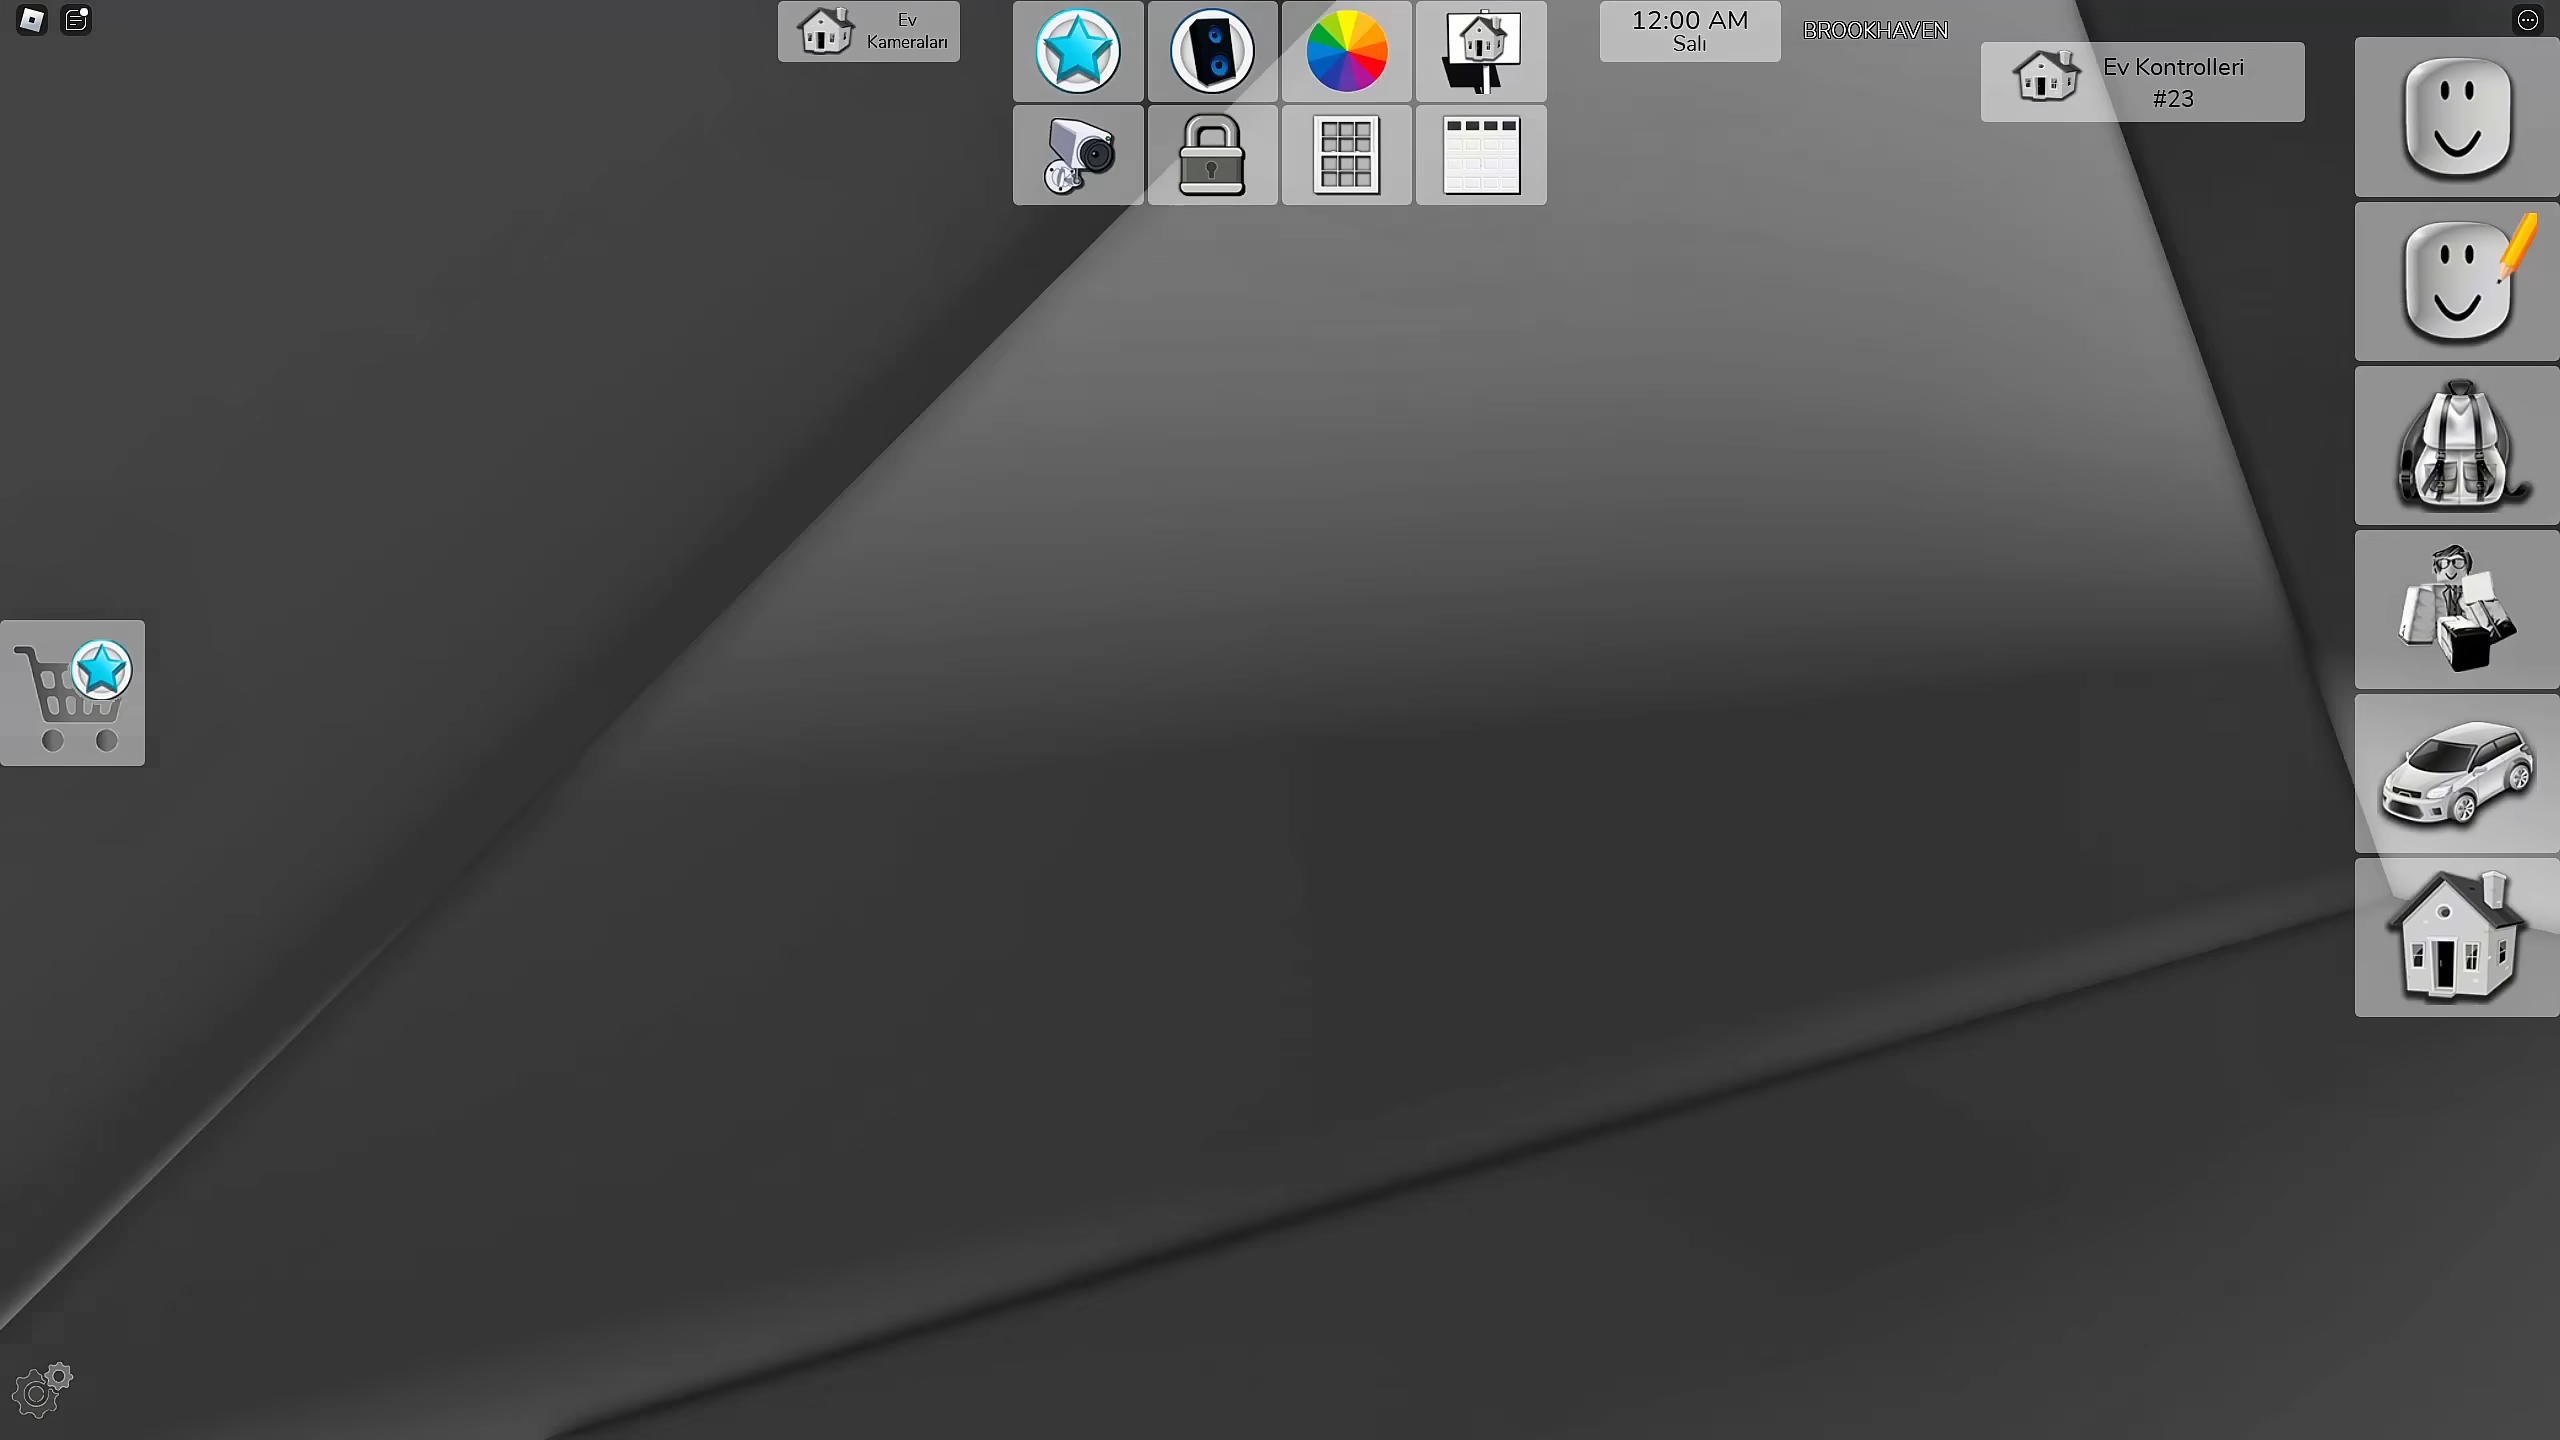 Ev
Kameraları
12:00 AM
Salı
BROOKHAVEN
Ev Kontrolleri
#23